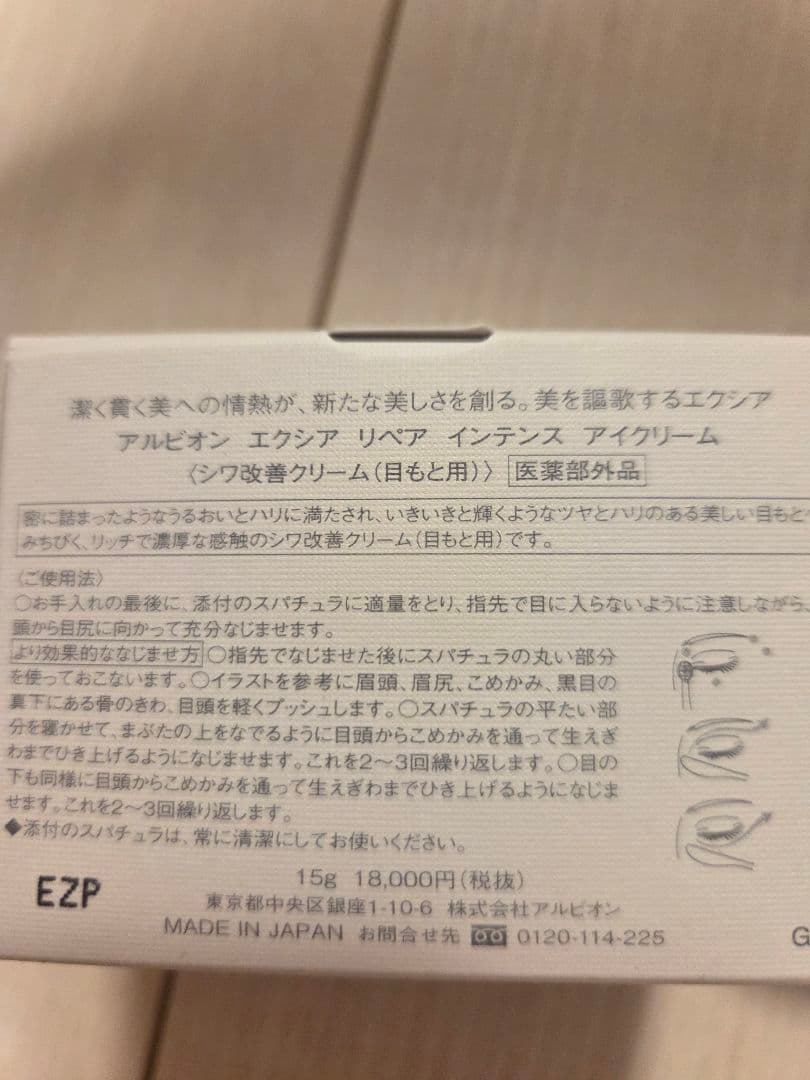 潔く貫く美への情熱が、新たな美しさを創る。美を謳歌するエクシア
アルビオン エクシア リペア インテンス アイクリーム
〈シワ改善クリーム(目もと用)〉 医薬部外品
密に詰まったようなうるおいとハリに満たされ、いきいきと輝くようなツヤとハリのある美しい目もとへ
みちびく、リッチで濃厚な感触のシワ改善クリーム(目もと用)です。
〈ご使用法〉
○お手入れの最後に、添付のスパチュラに適量をとり、指先で目に入らないように注意しながら、
頭から目尻に向かって充分なじませます。
より効果的ななじませ方 ○指先でなじませた後にスパチュラの丸い部分
を使っておこないます。○イラストを参考に眉頭、眉尻、こめかみ、黒目の
真下にある骨のきわ、目頭を軽くプッシュします。○スパチュラの平たい部
分を寝かせて、まぶたの上をなでるように目頭からこめかみを通って生えぎ
わまでひき上げるようになじませます。これを2〜3回繰り返します。○目の
下も同様に目頭からこめかみを通って生えぎわまでひき上げるようになじま
せます。これを2〜3回繰り返します。
◆添付のスパチュラは、常に清潔にしてお使いください。
15g 18,000円(税抜)
EZP
東京都中央区銀座1-10-6 株式会社アルビオン
MADE IN JAPAN お問合せ先 0120-114-225
G